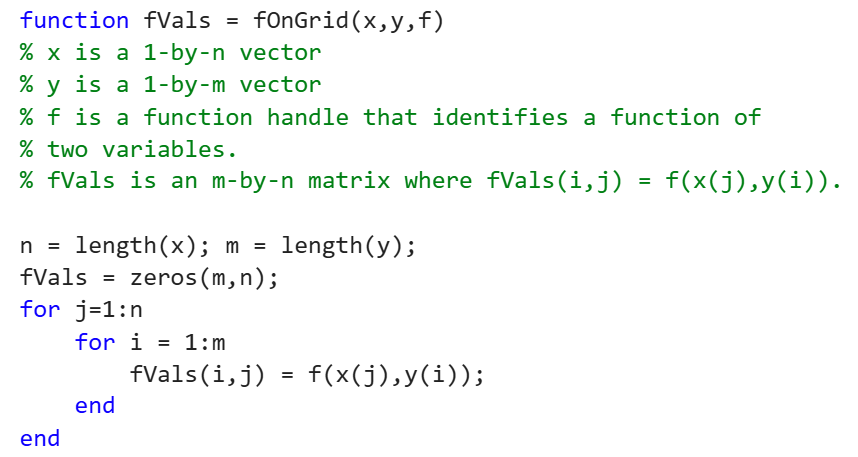 function fVals = fOnGrid(x,y,f)
% x is a 1-by-n vector
% y is a 1-by-m vector
% f is a function handle that identifies a function of
% two variables.
% fVals is an m-by-n matrix where fVals(i,j) = f(x(j),y(i)).

n = length(x); m = length(y);
fVals = zeros(m,n);
for j=1:n
    for i = 1:m
        fVals(i,j) = f(x(j),y(i));
    end
end